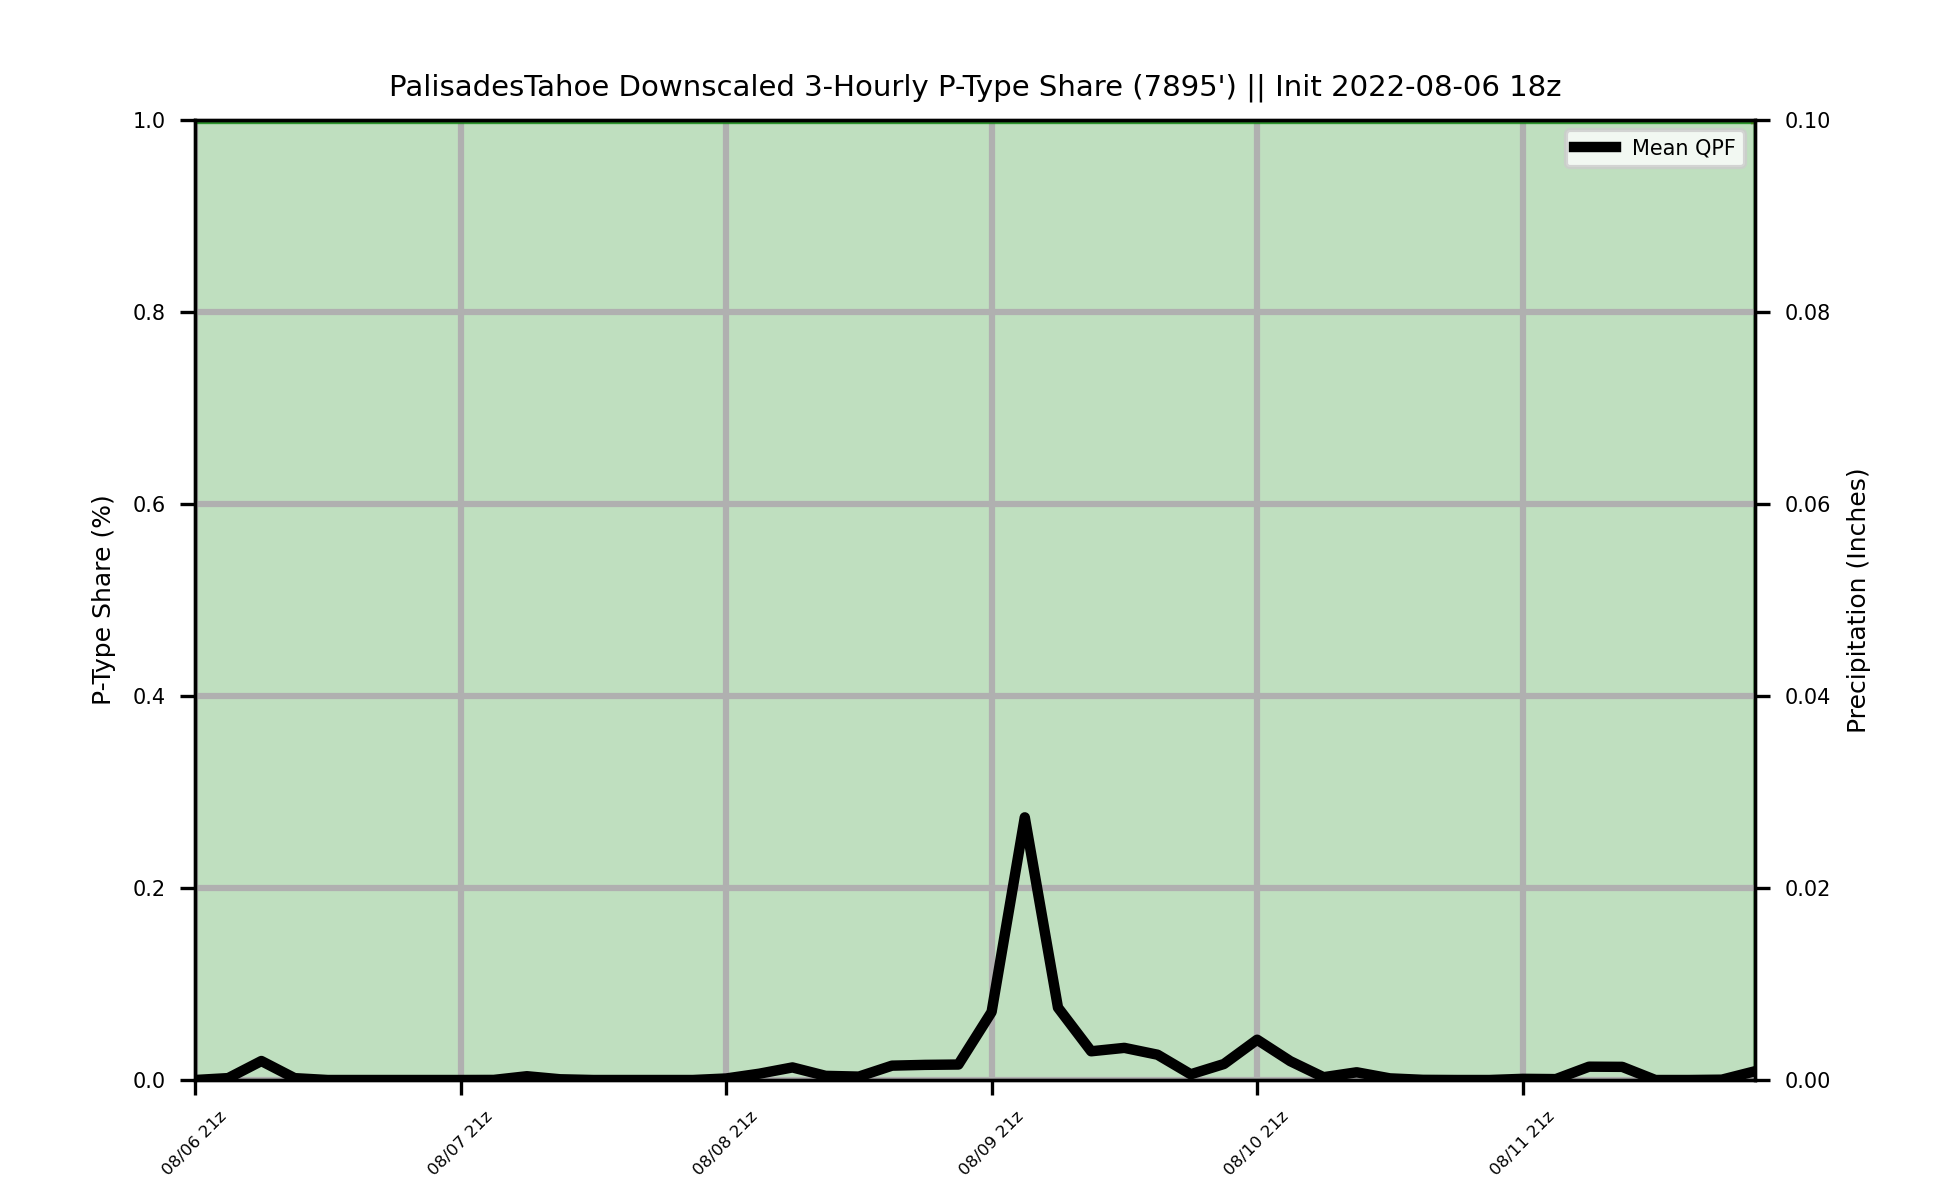 PalisadesTahoe Downscaled 3-Hourly P-Type Share (7895') || Init 2022-08-06 18z
1.0
0.8
0.6
0.4
0.2
0.0
P-Type Share (%)
Mean QPF
0.10
0.08
0.06
0.04
0.02
0.00
Precipitation (Inches)
08/06 21z
08/07 21z
08/08 21z
08/09 21z
08/10 21z
08/11 21z